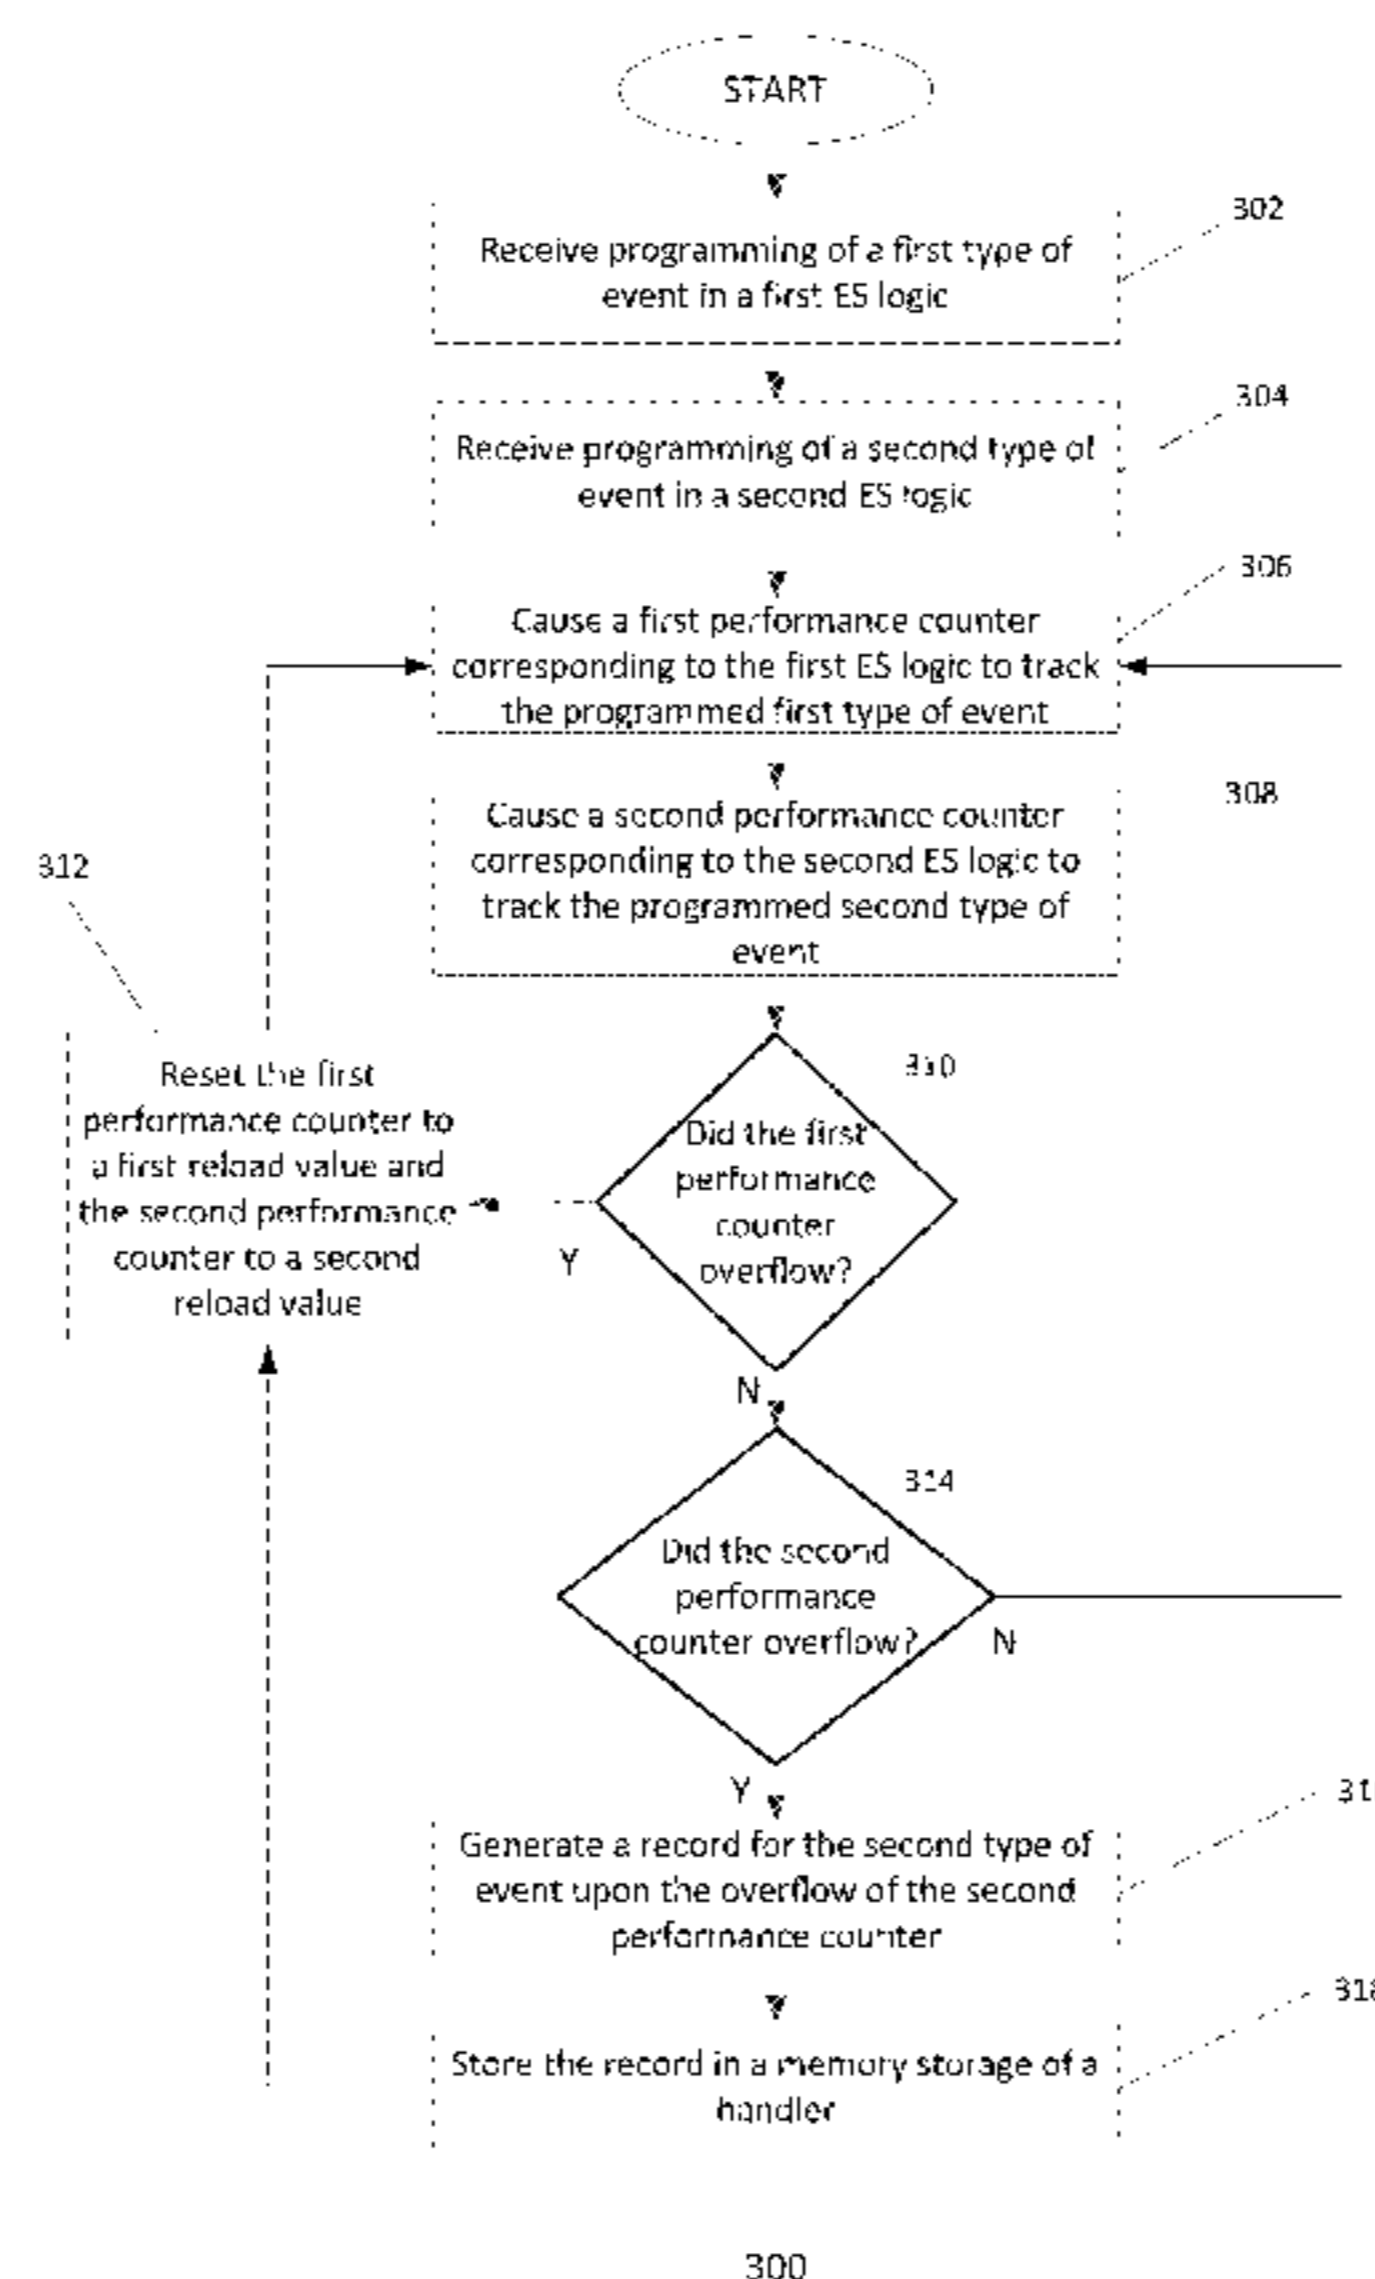 START
302
Receive programming of a first type of
event in a first ES logic
304
Receive programming of a second type of
event in a second ES logic
306
Cause a first performance counter
corresponding to the first ES logic to track
the programmed first type of event
308
Cause a second performance counter
corresponding to the second ES logic to
track the programmed second type of
event
312
Reset the first
performance counter to
a first reload value and
the second performance
counter to a second
reload value
310
Did the first
performance
counter
overflow?
Y
N
314
Did the second
performance
counter overflow?
N
Y
Generate a record for the second type of
event upon the overflow of the second
performance counter
318
Store the record in a memory storage of a
handler
300